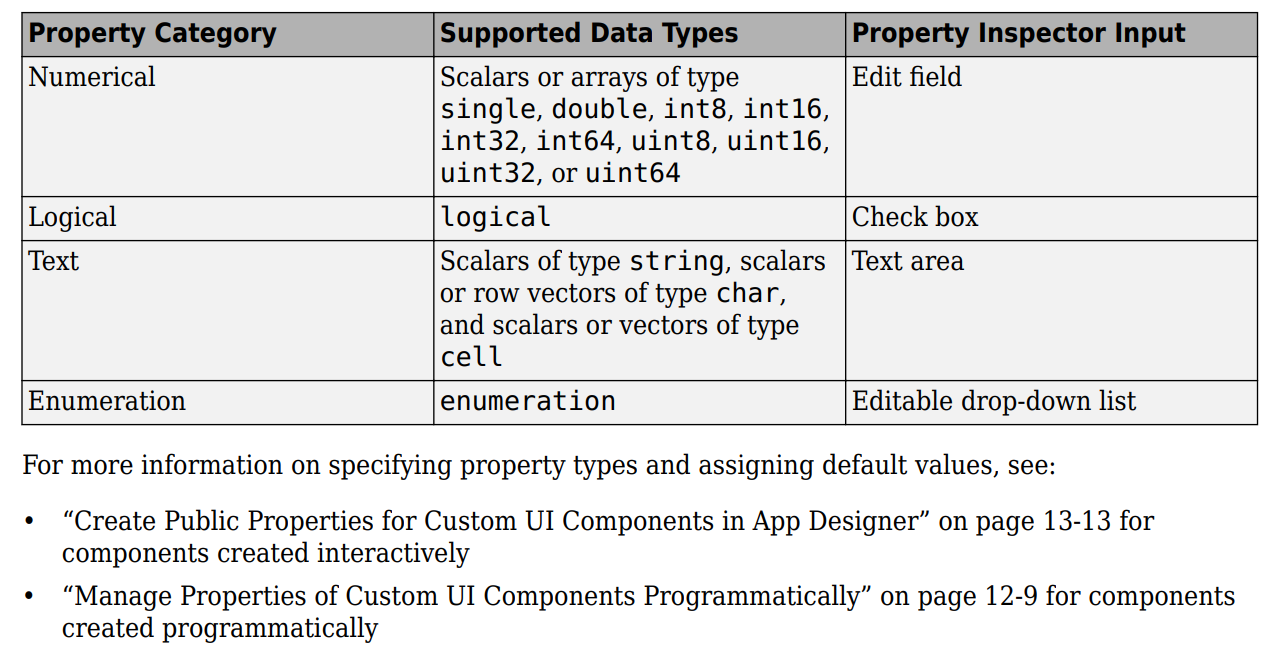 Property Category Supported Data Types Property Inspector Input
Numerical Scalars or arrays of type Edit field
single, double, int8, int16,
int32, int64, uint8, uint16,
uint32, or uint64
Logical logical Check box
Text Scalars of type string, scalars Text area
or row vectors of type char,
and scalars or vectors of type
cell
Enumeration enumeration Editable drop-down list
For more information on specifying property types and assigning default values, see:
• “Create Public Properties for Custom UI Components in App Designer” on page 13-13 for
components created interactively
• “Manage Properties of Custom UI Components Programmatically” on page 12-9 for components
created programmatically